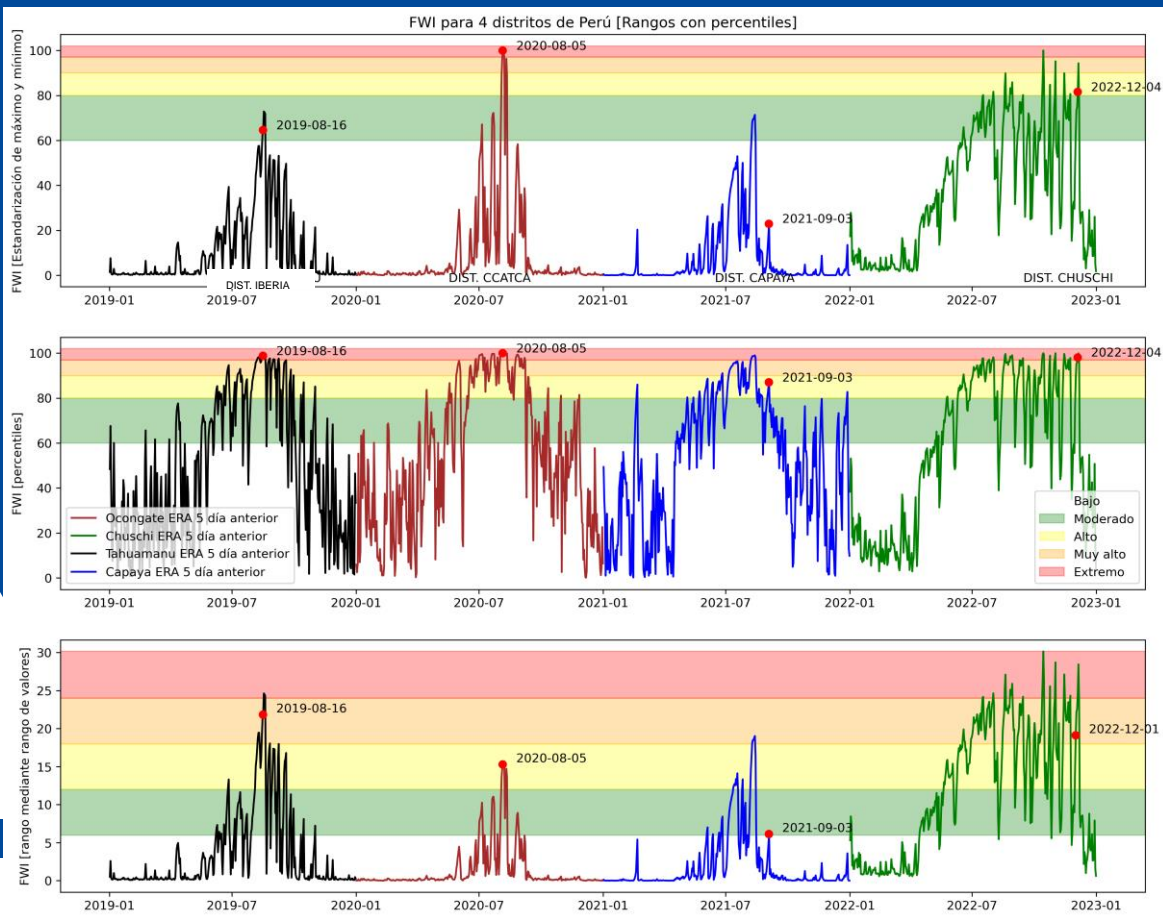 FWI para 4 distritos de Perú [Rangos con percentiles]
FWI [Estandarización de máximo y mínimo]
100
80
60
40
20
0
2019-08-16
2020-08-05
2021-09-03
2022-12-04
DIST. IBERIA
DIST. CCATCA
DIST. CAPAYA
DIST. CHUSCHI
2019-01 2019-07 2020-01 2020-07 2021-01 2021-07 2022-01 2022-07 2023-01
FWI [percentiles]
100
80
60
40
20
0
2019-08-16
2020-08-05
2021-09-03
2022-12-04
Ocongate ERA 5 día anterior
Chuschi ERA 5 día anterior
Tahuamanu ERA 5 día anterior
Capaya ERA 5 día anterior
Bajo
Moderado
Alto
Muy alto
Extremo
2019-01 2019-07 2020-01 2020-07 2021-01 2021-07 2022-01 2022-07 2023-01
FWI [rango mediante rango de valores]
30
25
20
15
10
5
0
2019-08-16
2020-08-05
2021-09-03
2022-12-01
2019-01 2019-07 2020-01 2020-07 2021-01 2021-07 2022-01 2022-07 2023-01